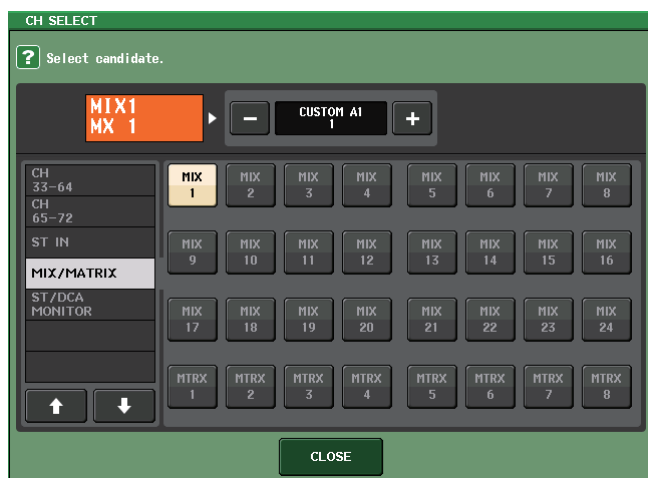 CH SELECT
? Select candidate.
MIX1
MX 1
CUSTOM A1
1
− +
CH
33-64
CH
65-72
ST IN
MIX/MATRIX
ST/DCA
MONITOR
MIX 1 MIX 2 MIX 3 MIX 4 MIX 5 MIX 6 MIX 7 MIX 8
MIX 9 MIX 10 MIX 11 MIX 12 MIX 13 MIX 14 MIX 15 MIX 16
MIX 17 MIX 18 MIX 19 MIX 20 MIX 21 MIX 22 MIX 23 MIX 24
MTRX 1 MTRX 2 MTRX 3 MTRX 4 MTRX 5 MTRX 6 MTRX 7 MTRX 8
CLOSE